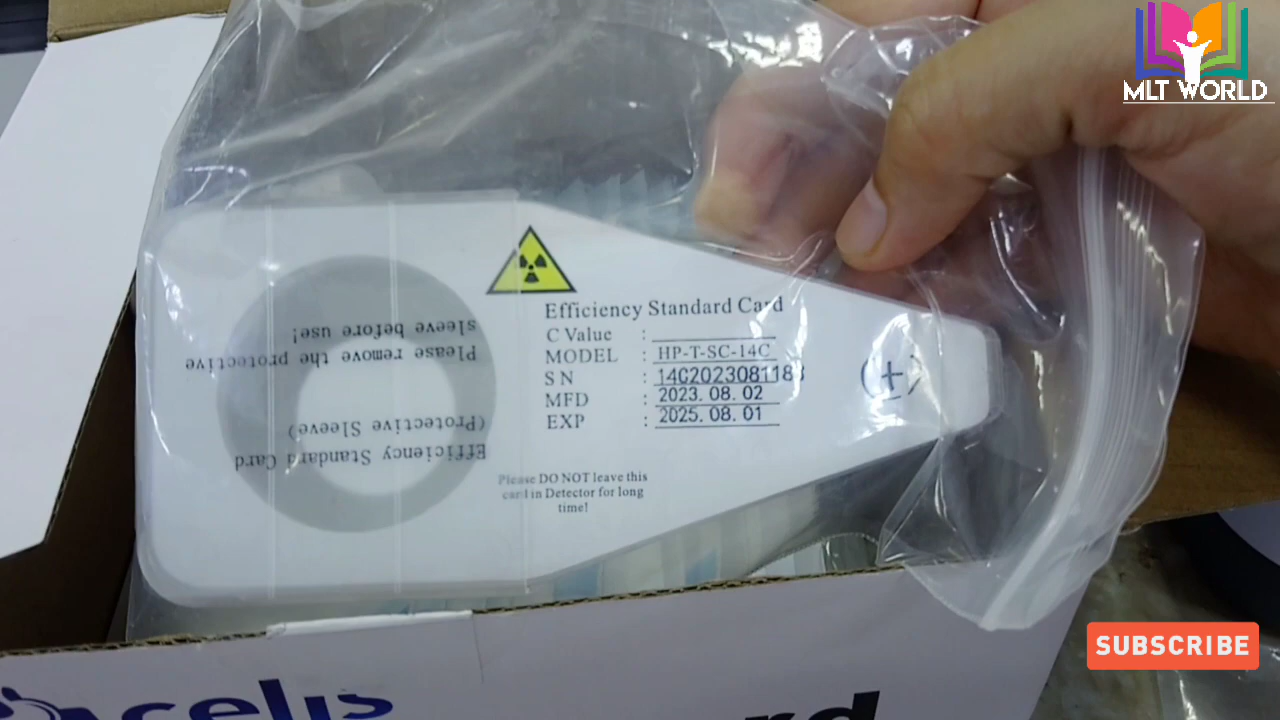 MLT WORLD
Efficiency Standard Card
C Value :
MODEL : HP-T-SC-14C
S N : 14C2023081183
MFD : 2023. 08. 02
EXP : 2025. 08. 01
(+)
Please DO NOT leave this
card in Detector for long
time!
Efficiency Standard Card
(Protective Sleeve)
Please remove the protective
sleeve before use!
SUBSCRIBE